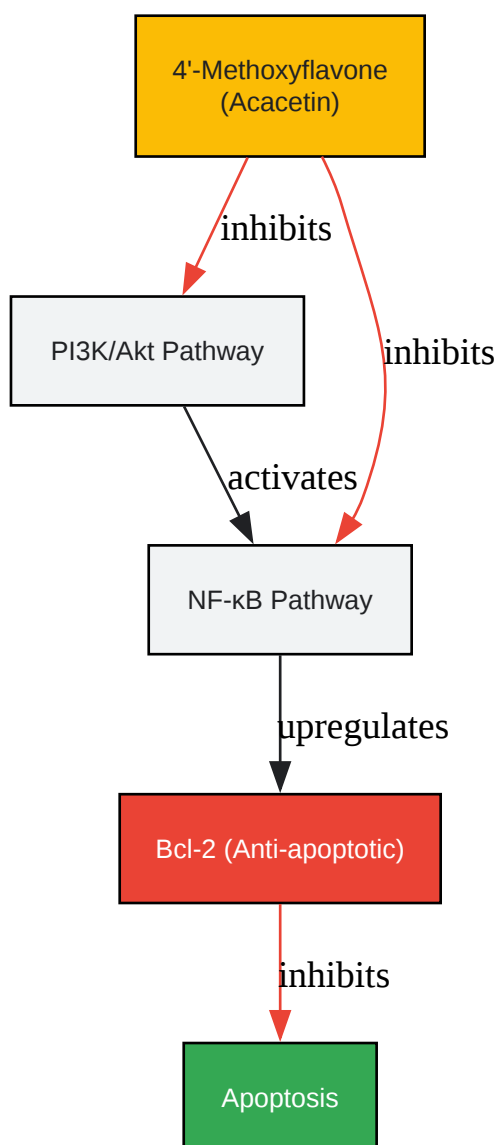 4'-Methoxyflavone
(Acacetin)
inhibits
PI3K/Akt Pathway
inhibits
activates
NF-κB Pathway
upregulates
Bcl-2 (Anti-apoptotic)
inhibits
Apoptosis